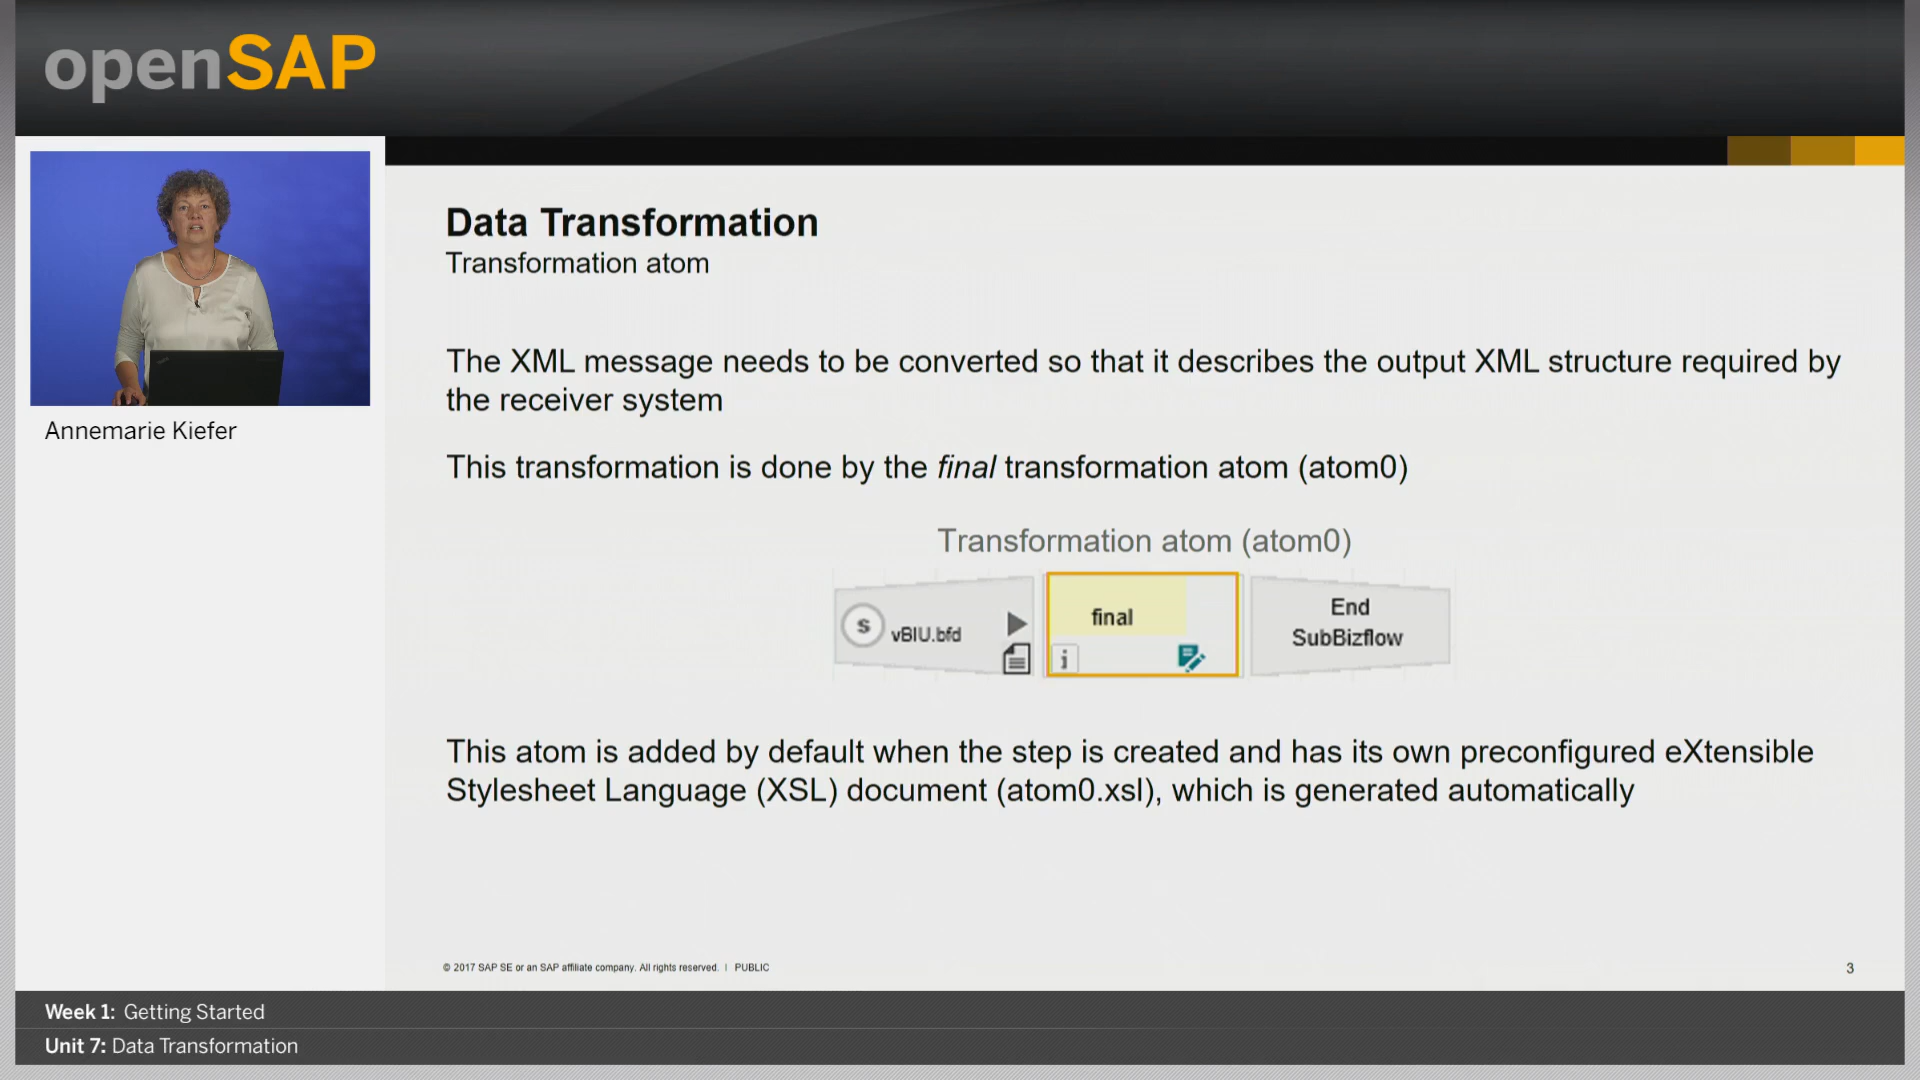 openSAP
Annemarie Kiefer
Data Transformation
Transformation atom
The XML message needs to be converted so that it describes the output XML structure required by
the receiver system
This transformation is done by the final transformation atom (atom0)
Transformation atom (atom0)
s
vBIU.bfd
final
i
End
SubBizflow
This atom is added by default when the step is created and has its own preconfigured eXtensible
Stylesheet Language (XSL) document (atom0.xsl), which is generated automatically
© 2017 SAP SE or an SAP affiliate company. All rights reserved. | PUBLIC
3
Week 1: Getting Started
Unit 7: Data Transformation